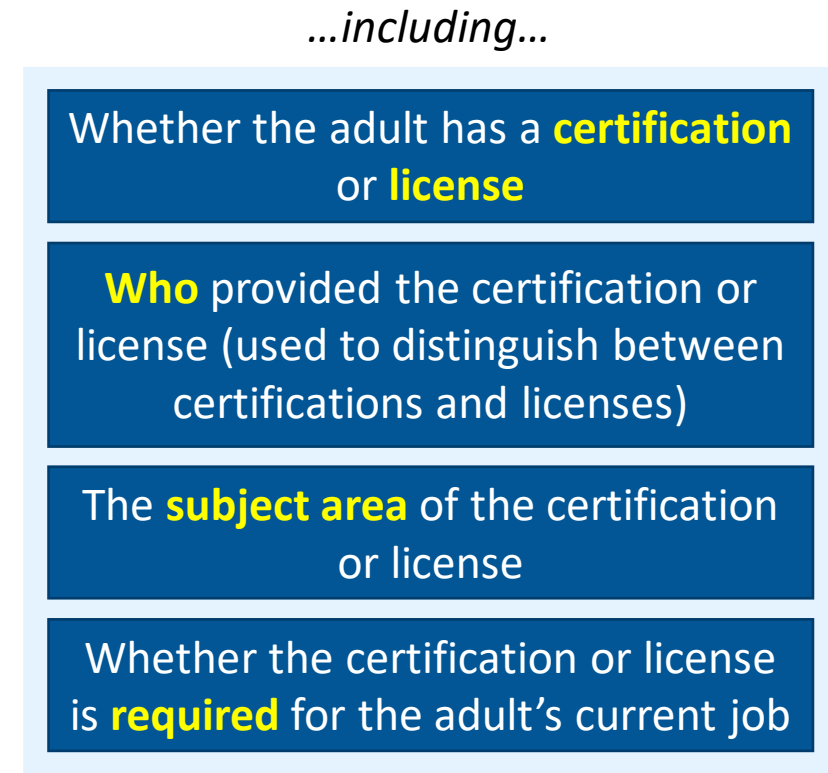 …including…
Whether the adult has a certification
or license
Who provided the certification or
license (used to distinguish between
certifications and licenses)
The subject area of the certification
or license
Whether the certification or license
is required for the adult’s current job